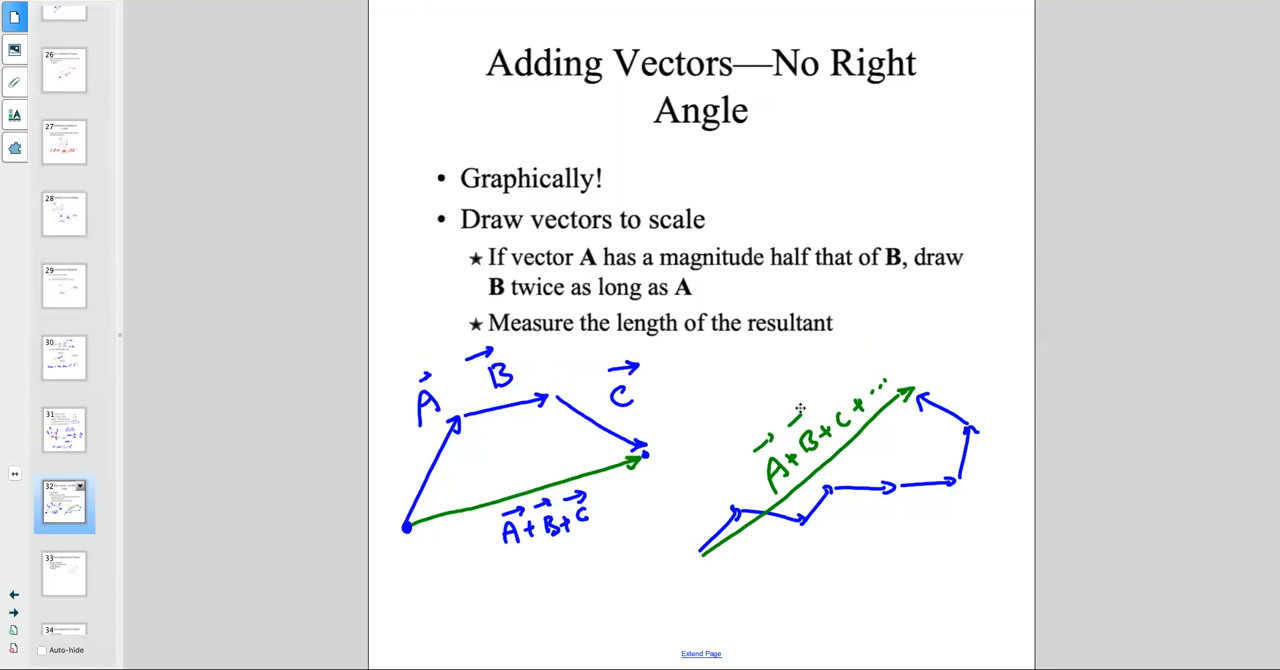 26
27
28
29
30
31
32
33
34
Auto-hide
Adding Vectors—No Right
Angle
• Graphically!
• Draw vectors to scale
★ If vector A has a magnitude half that of B, draw
B twice as long as A
★ Measure the length of the resultant
A
B
C
A+B+C
A+B+C+...
Extend Page